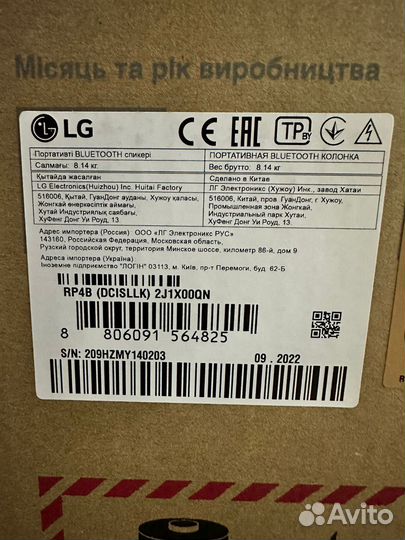 Місяць та рік виробництва
LG CE EAC TP BY
Портативті BLUETOOTH спикері
Салмағы: 8.14 кг
Қытайда жасалған
LG Electronics(Huizhou) Inc. Huitai Factory
516006, Қытай, ГуанДонг ауданы, Хужоу қаласы,
Жонгкай енеркәсіптік аймағы,
Хутай Индустриялық саябағы,
ХуФенг Донг Уи Роуд, 13.
ПОРТАТИВНАЯ BLUETOOTH КОЛОНКА
Вес брутто: 8.14 кг
Сделано в Китае
ЛГ Электроникс (Хужоу) Инк., завод Хатаи
516006, Китай, пров. ГуанДонг, г. Хужоу,
Промышленная зона Жонгкай,
Индустриальный парк Хутаи,
ХуФенг Донг Уи Роуд, 13.
Адрес импортера (Россия): ООО «ЛГ Электроникс РУС»
143160, Российская Федерация, Московская область,
Рузский городской округ, территория Минское шоссе, километр 86-й, дом 9
Адреса імпортера (Україна).
Іноземне підприємство "ЛОГІН" 03113, м. Київ, пр-т Перемоги, буд. 62-Б
RP4B (DCISLLK) 2J1X00QN
8 806091 564825
S/N: 209HZMY140203
09 . 2022
R
Avito